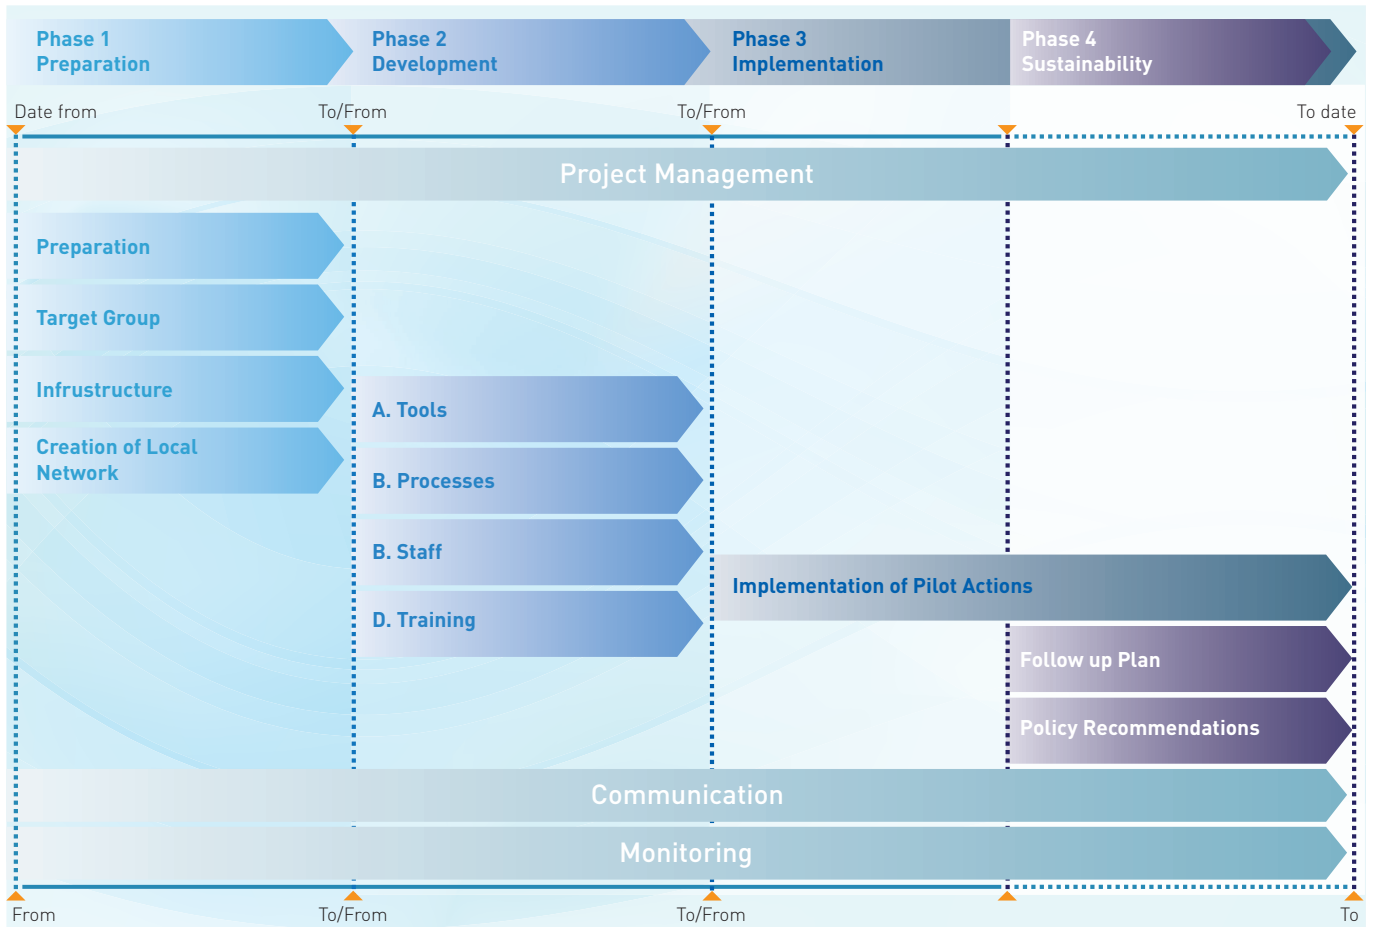 Phase 1
Preparation
Phase 2
Development
Phase 3
Implementation
Phase 4
Sustainability
Date from
To/From
To/From
To date
Project Management
Preparation
Target Group
Infrustructure
Creation of Local
Network
A. Tools
B. Processes
B. Staff
D. Training
Implementation of Pilot Actions
Follow up Plan
Policy Recommendations
Communication
Monitoring
From
To/From
To/From
To